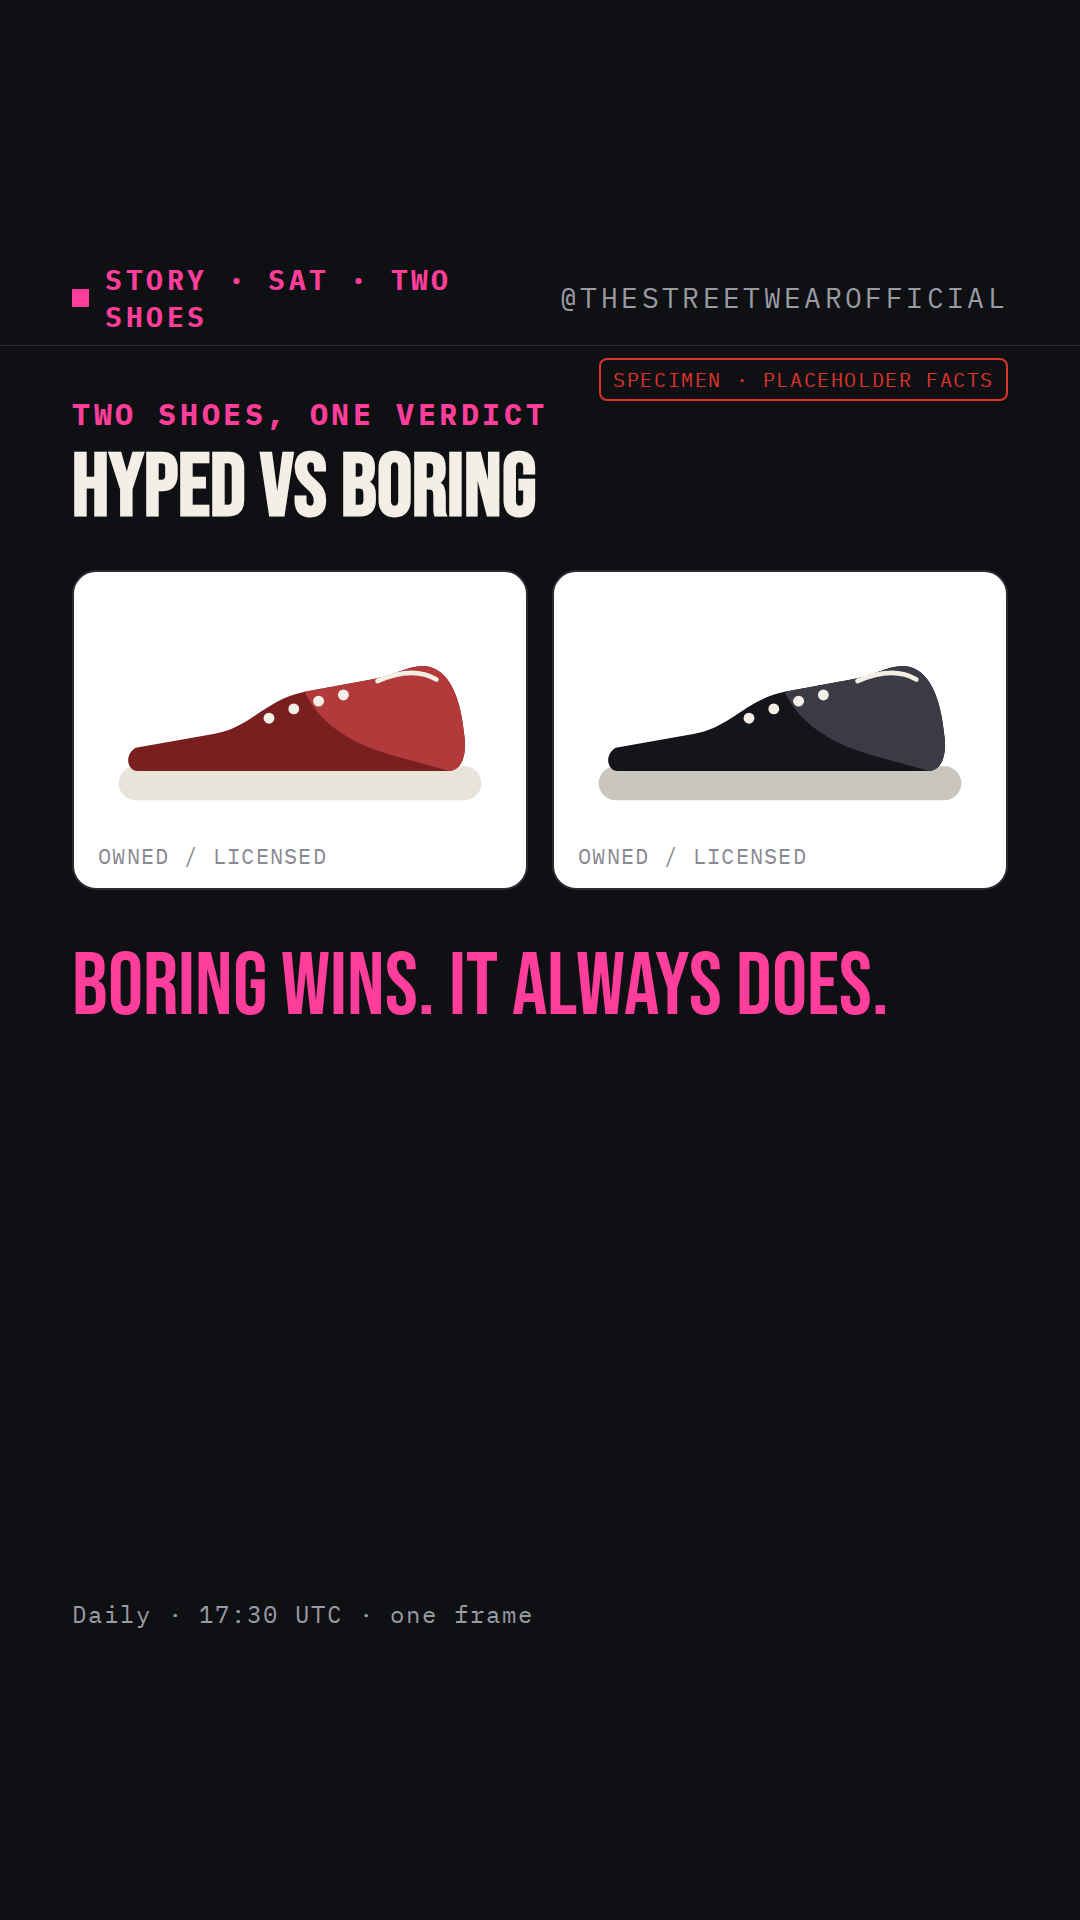 STORY · SAT · TWO
SHOES
@THESTREETWEAROFFICIAL
SPECIMEN · PLACEHOLDER FACTS
TWO SHOES, ONE VERDICT
HYPED VS BORING
OWNED / LICENSED
OWNED / LICENSED
BORING WINS. IT ALWAYS DOES.
Daily · 17:30 UTC · one frame